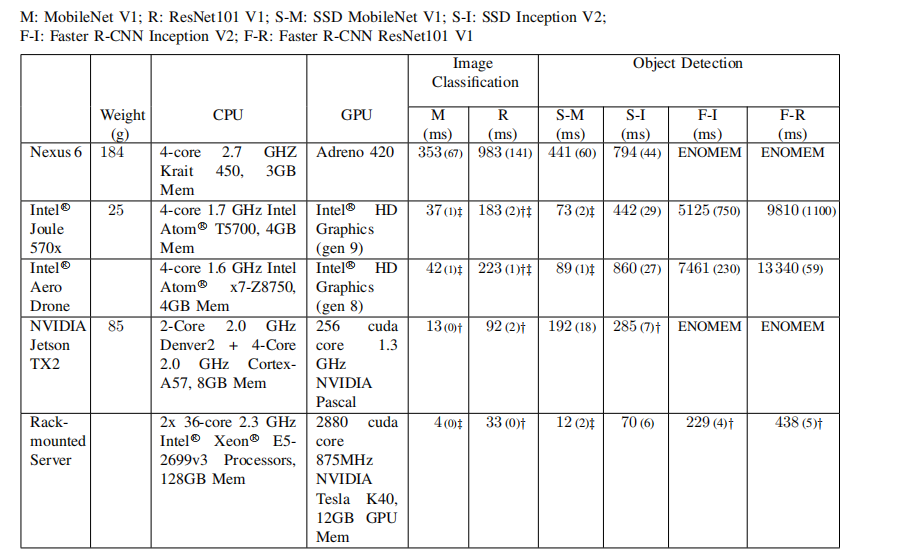 M: MobileNet V1; R: ResNet101 V1; S-M: SSD MobileNet V1; S-I: SSD Inception V2;
F-I: Faster R-CNN Inception V2; F-R: Faster R-CNN ResNet101 V1
Image Classification
Object Detection
Weight (g)
CPU
GPU
M (ms)
R (ms)
S-M (ms)
S-I (ms)
F-I (ms)
F-R (ms)
Nexus 6
184
4-core 2.7 GHZ
Krait 450, 3GB
Mem
Adreno 420
353 (67)
983 (141)
441 (60)
794 (44)
ENOMEM
ENOMEM
Intel®
Joule
570x
25
4-core 1.7 GHz Intel
Atom® T5700, 4GB
Mem
Intel® HD
Graphics
(gen 9)
37 (1)‡
183 (2)†‡
73 (2)‡
442 (29)
5125 (750)
9810 (1100)
Intel®
Aero
Drone
4-core 1.6 GHz Intel
Atom® x7-Z8750,
4GB Mem
Intel® HD
Graphics
(gen 8)
42 (1)‡
223 (1)†‡
89 (1)‡
860 (27)
7461 (230)
13 340 (59)
NVIDIA
Jetson
TX2
85
2-Core 2.0 GHz
Denver2 + 4-Core
2.0 GHz Cortex-
A57, 8GB Mem
256 cuda
core 1.3
GHz
NVIDIA
Pascal
13 (0)†
92 (2)†
192 (18)
285 (7)†
ENOMEM
ENOMEM
Rack-
mounted
Server
2x 36-core 2.3 GHz
Intel® Xeon® E5-
2699v3 Processors,
128GB Mem
2880 cuda
core
875MHz
NVIDIA
Tesla K40,
12GB GPU
Mem
4 (0)‡
33 (0)†
12 (2)‡
70 (6)
229 (4)†
438 (5)†